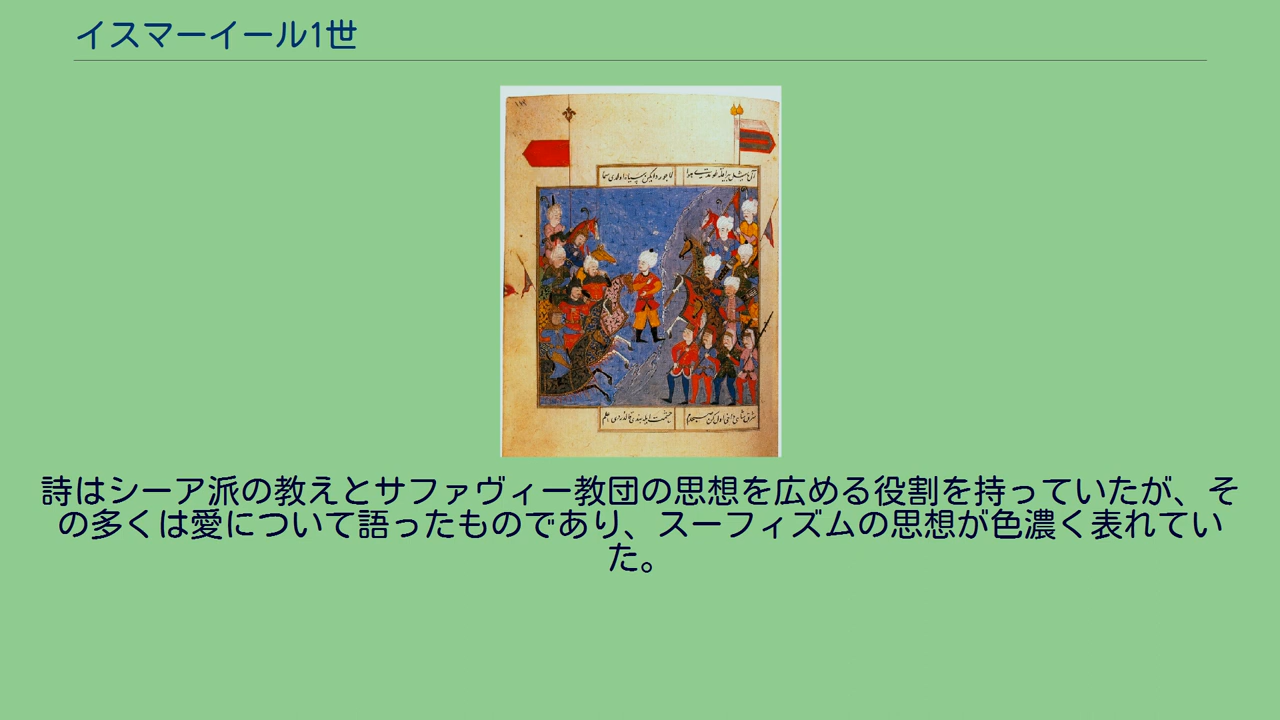 イスマーイール1世
詩はシーア派の教えとサファヴィー教団の思想を広める役割を持っていたが、そ
の多くは愛について語ったものであり、スーフィズムの思想が色濃く表れてい
た。